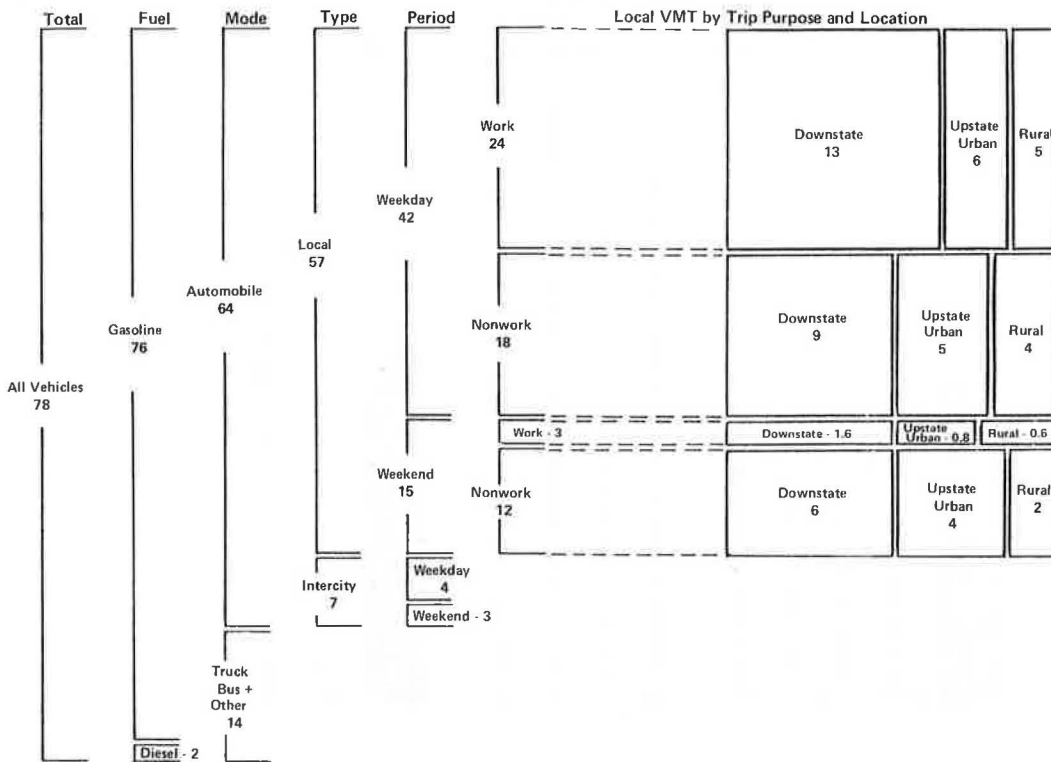 Total Fuel Mode Type Period Local VMT by Trip Purpose and Location
All Vehicles
78
Gasoline
76
Diesel - 2
Automobile
64
Truck
Bus +
Other
14
Local
57
Intercity
7
Weekday
42
Weekend
15
Weekday
4
Weekend - 3
Work
24
Downstate
13
Upstate
Urban
6
Rural
5
Nonwork
18
Downstate
9
Upstate
Urban
5
Rural
4
Work - 3
Downstate - 1.6
Upstate
Urban - 0.8
Rural - 0.6
Nonwork
12
Downstate
6
Upstate
Urban
4
Rural
2